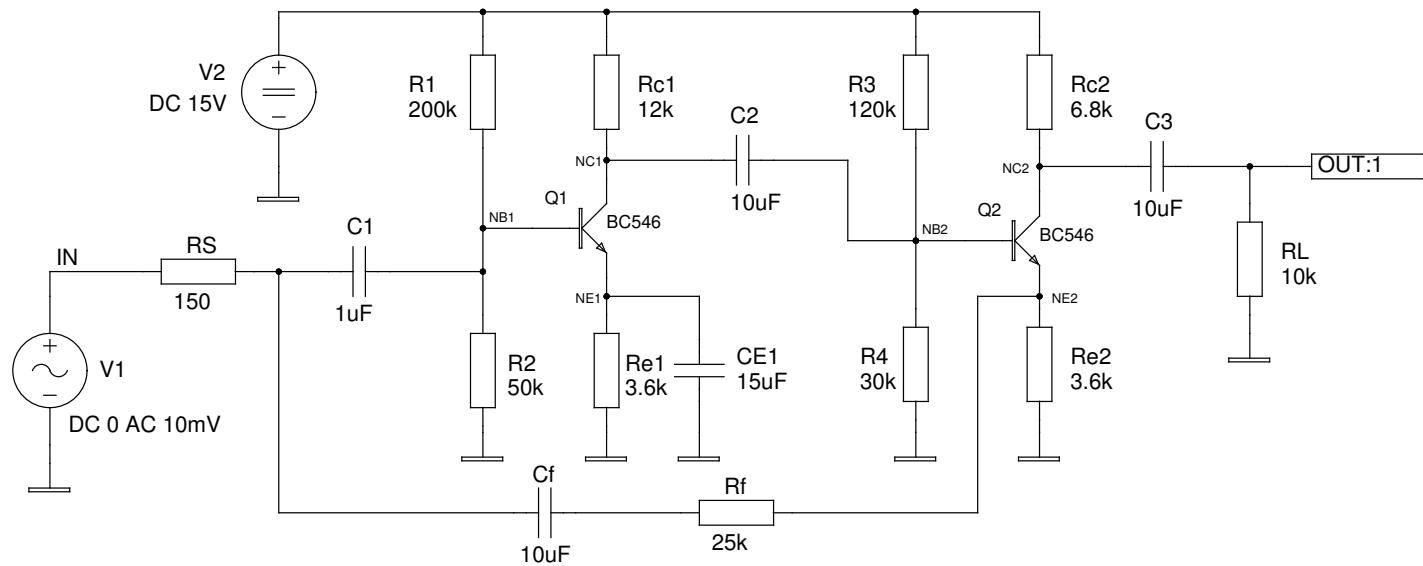 V2
DC 15V
R1
200k
Rc1
12k
R3
120k
Rc2
6.8k
C2
10uF
C3
10uF
NC1
NC2
OUT:1
Q1
BC546
NB1
Q2
BC546
NB2
C1
1uF
IN
RS
150
RL
10k
NE1
NE2
V1
DC 0 AC 10mV
R2
50k
Re1
3.6k
CE1
15uF
R4
30k
Re2
3.6k
Cf
10uF
Rf
25k